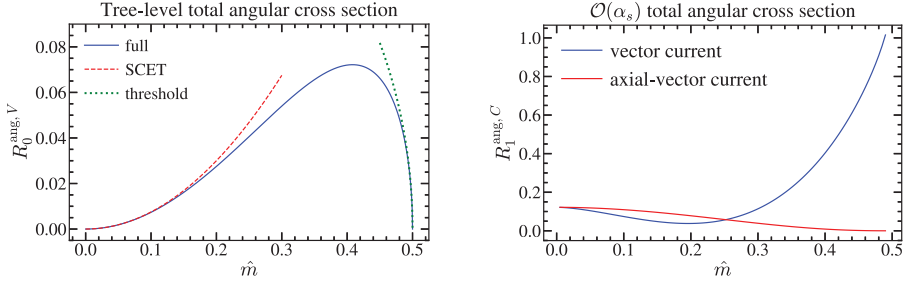 Tree-level total angular cross section
full
SCET
threshold
R_0^{ang, V}
0.08
0.06
0.04
0.02
0.00
0.0 0.1 0.2 0.3 0.4 0.5
m̂
𝒪(α_s) total angular cross section
vector current
axial-vector current
R_1^{ang, C}
1.0
0.8
0.6
0.4
0.2
0.0
0.0 0.1 0.2 0.3 0.4 0.5
m̂